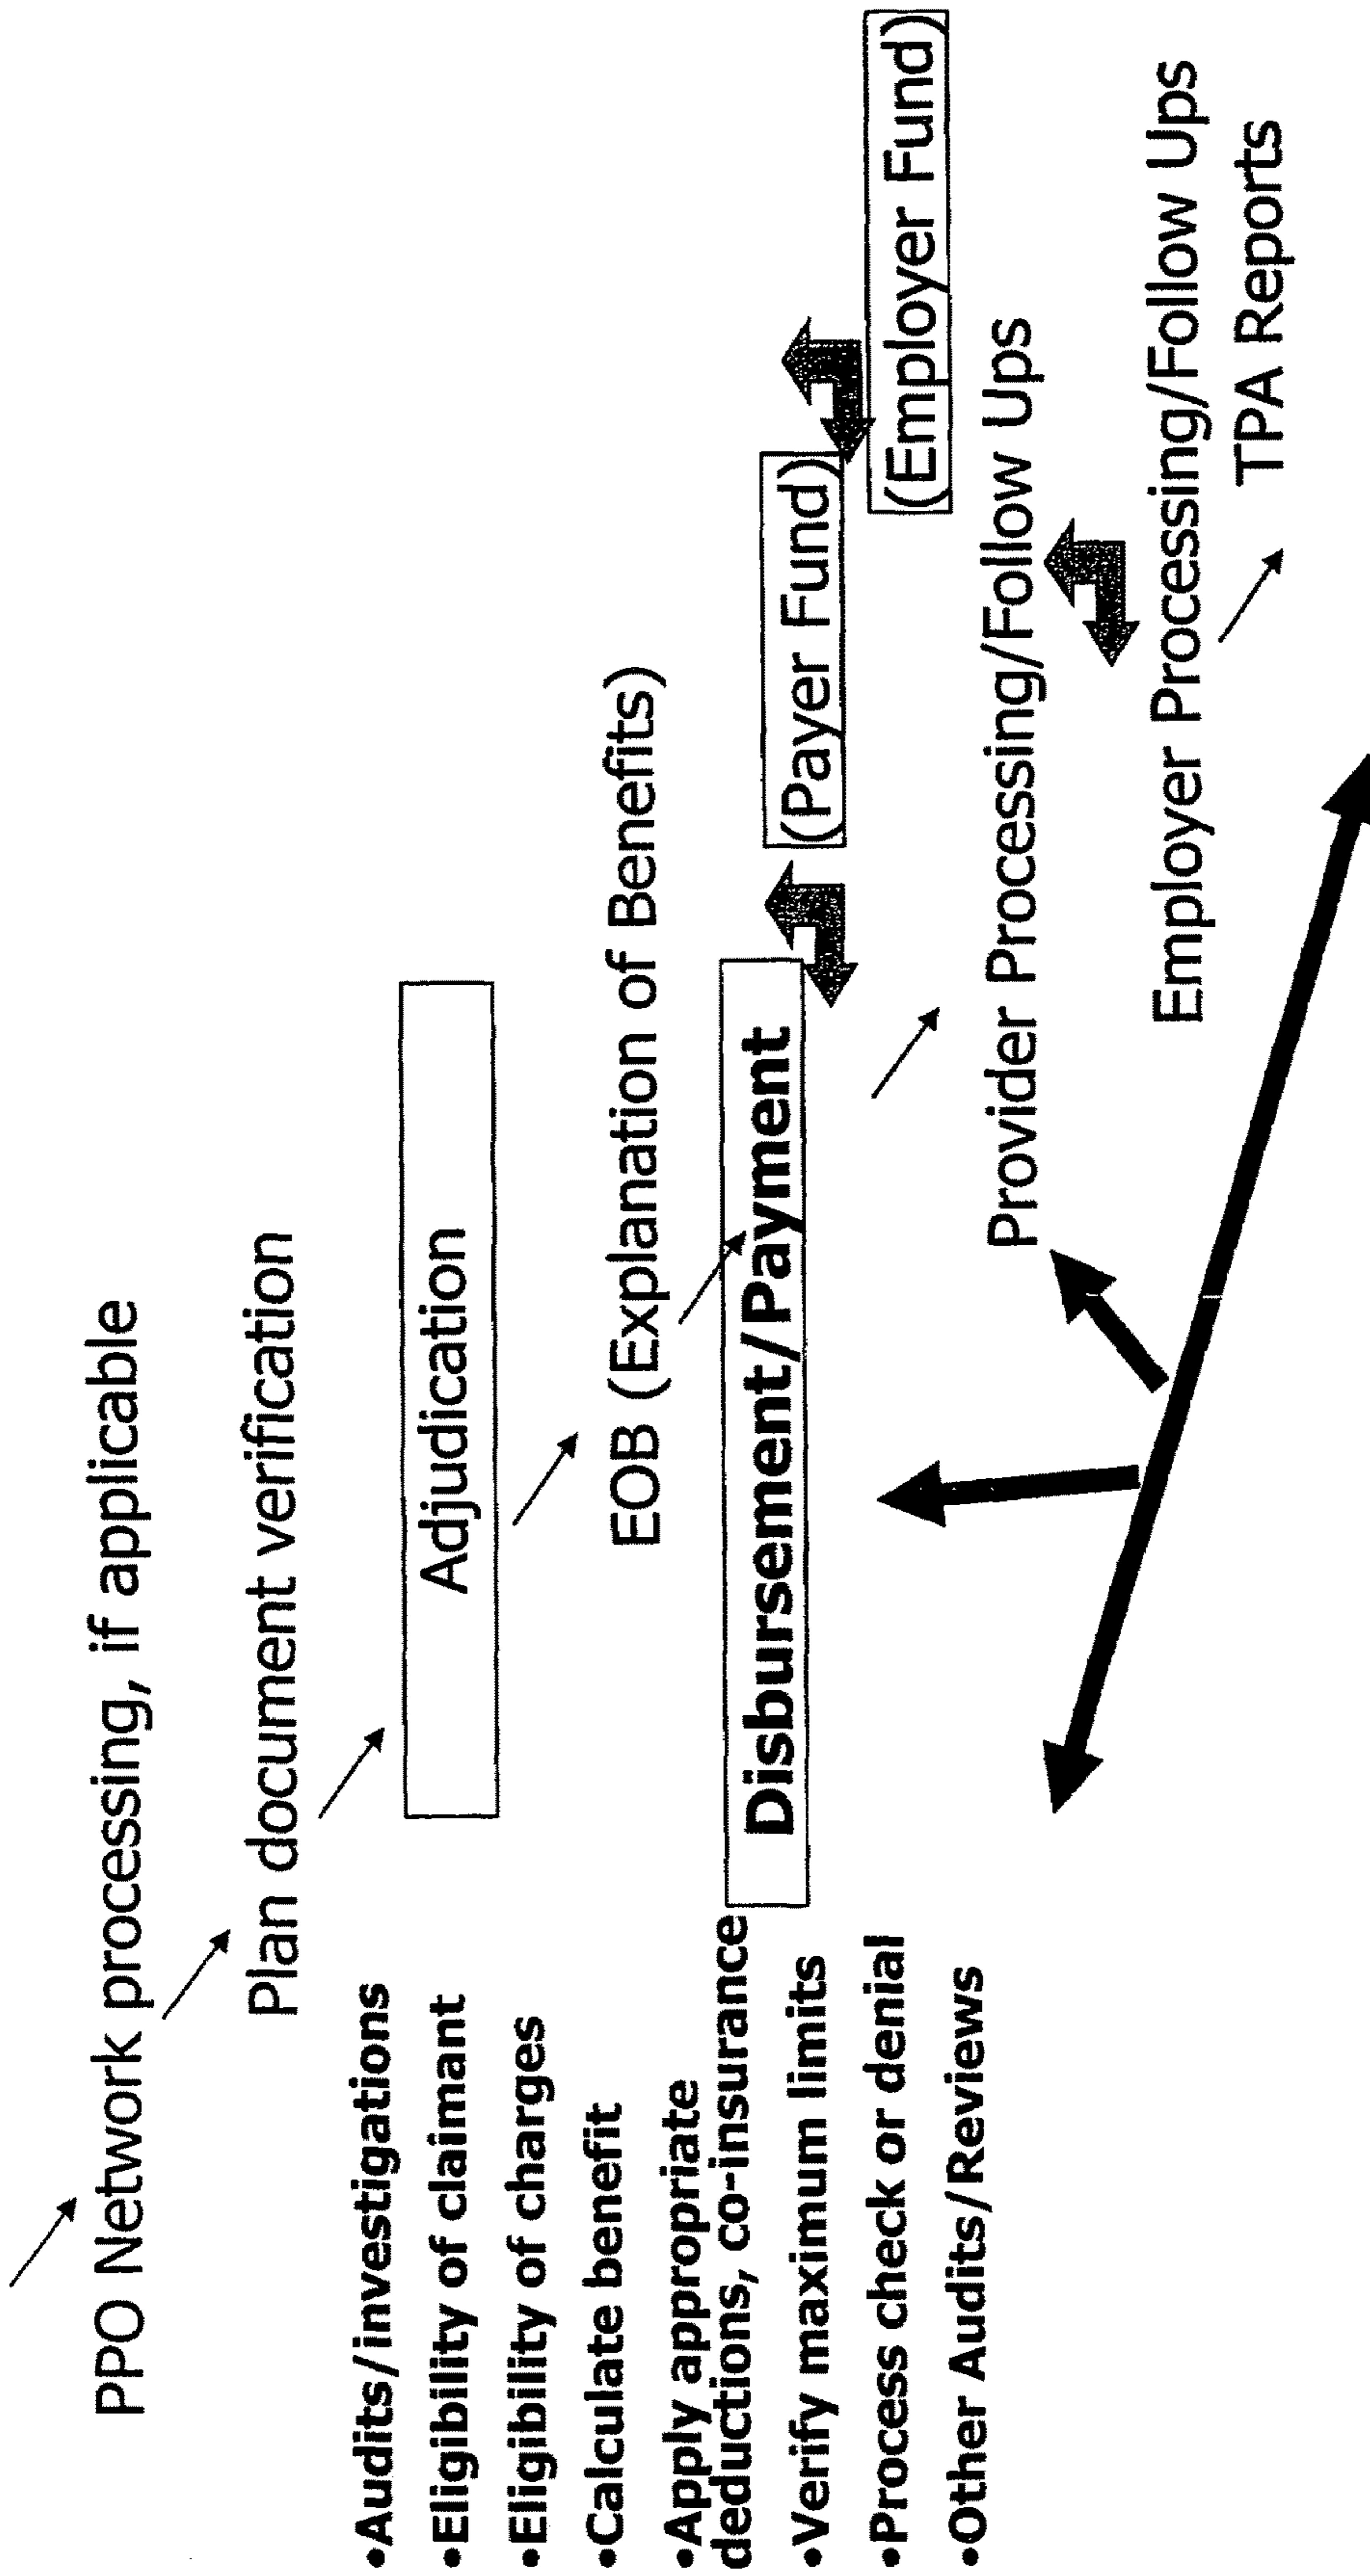 PPO Network processing, if applicable
Plan document verification
•Audits/investigations
•Eligibility of claimant
•Eligibility of charges
•Calculate benefit
•Apply appropriate
deductions, co-insurance
•Verify maximum limits
•Process check or denial
•Other Audits/Reviews
Adjudication
EOB (Explanation of Benefits)
Disbursement/Payment
(Payer Fund)
(Employer Fund)
Provider Processing/Follow Ups
Employer Processing/Follow Ups
TPA Reports